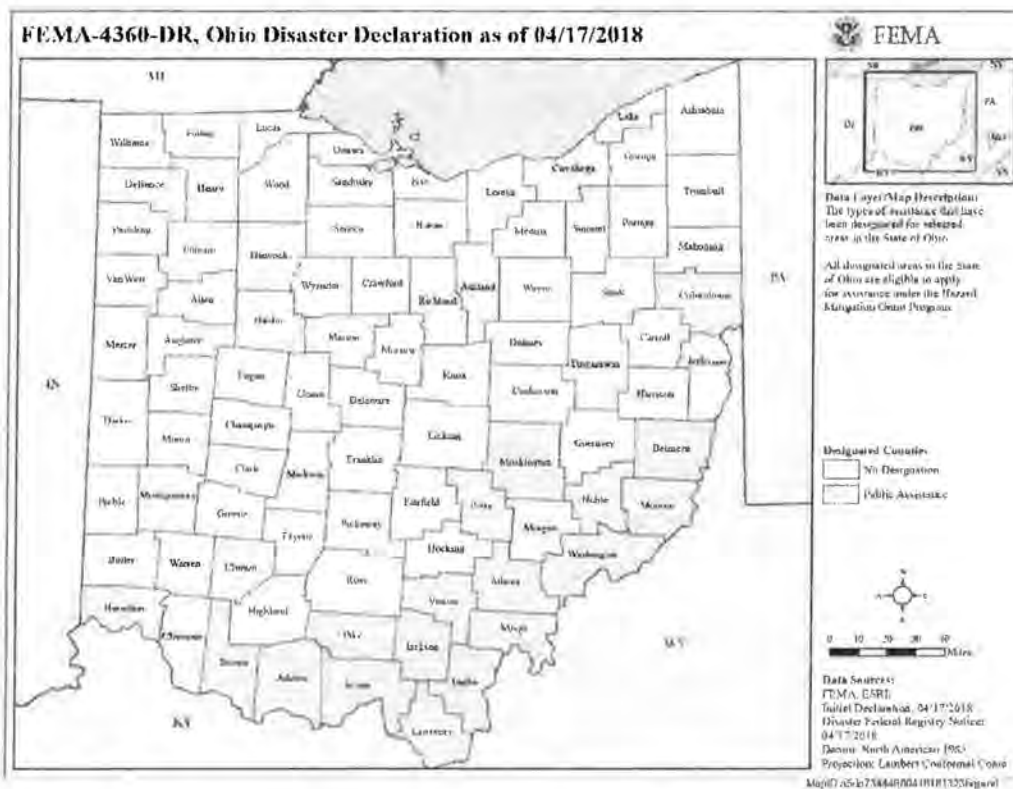 FEMA-4360-DR, Ohio Disaster Declaration as of 04/17/2018
FEMA
MI
Williams
Fulton
Lucas
Ottawa
Lake
Ashtabula
Geauga
Cuyahoga
Defiance
Henry
Wood
Sandusky
Erie
Lorain
Trumbull
Paulding
Seneca
Huron
Medina
Summit
Portage
Mahoning
Putnam
Hancock
Van Wert
Wyandot
Crawford
Richland
Ashland
Wayne
Stark
Columbiana
PA
Allen
Hardin
Mercer
Auglaize
Marion
Morrow
Holmes
Carroll
Tuscarawas
Jefferson
IN
Shelby
Logan
Union
Delaware
Knox
Coshocton
Harrison
Darke
Miami
Champaign
Licking
Guernsey
Belmont
Clark
Madison
Franklin
Muskingum
Preble
Montgomery
Greene
Fairfield
Perry
Noble
Monroe
Fayette
Pickaway
Morgan
Washington
Butler
Warren
Clinton
Ross
Hocking
Athens
Hamilton
Clermont
Highland
Vinton
Meigs
Pike
Jackson
Brown
Adams
Scioto
Gallia
Lawrence
KY
WV
PA
Data Layer/Map Description:
The types of assistance that have
been designated for selected
areas in the State of Ohio.
All designated areas in the State
of Ohio are eligible to apply
for assistance under the Hazard
Mitigation Grant Program.
Designated Counties
No Designation
Public Assistance
0 10 20 30 40
Miles
Data Sources:
FEMA, ESRI;
Initial Declaration: 04/17/2018
Disaster Federal Registry Notice:
04/17/2018
Datum: North American 1983
Projection: Lambert Conformal Conic